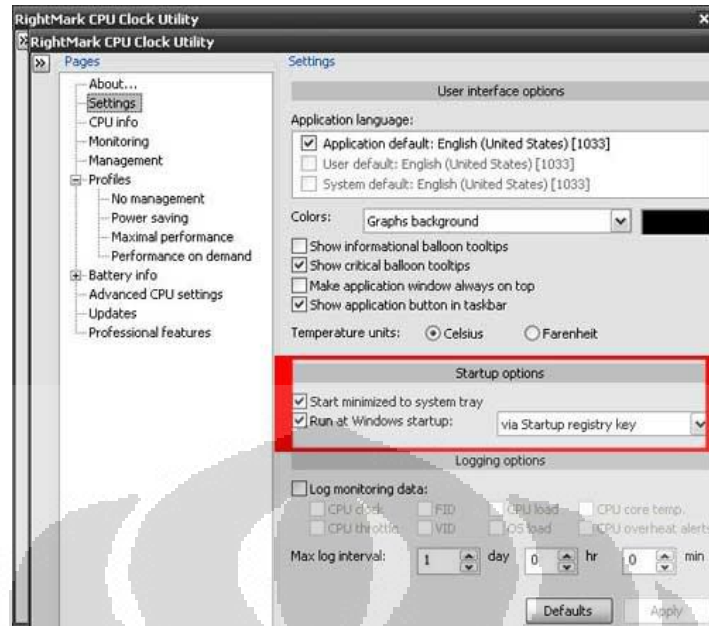 RightMark CPU Clock Utility
RightMark CPU Clock Utility
Pages
About...
Settings
CPU info
Monitoring
Management
Profiles
No management
Power saving
Maximal performance
Performance on demand
Battery info
Advanced CPU settings
Updates
Professional features
Settings
User interface options
Application language:
Application default: English (United States) [1033]
User default: English (United States) [1033]
System default: English (United States) [1033]
Colors: Graphs background
Show informational balloon tooltips
Show critical balloon tooltips
Make application window always on top
Show application button in taskbar
Temperature units: Celsius Farenheit
Startup options
Start minimized to system tray
Run at Windows startup: via Startup registry key
Logging options
Log monitoring data:
CPU clock FID CPU load CPU core temp.
CPU throttle VID OS load CPU overheat alerts
Max log interval: 1 day 0 hr 0 min
Defaults Apply